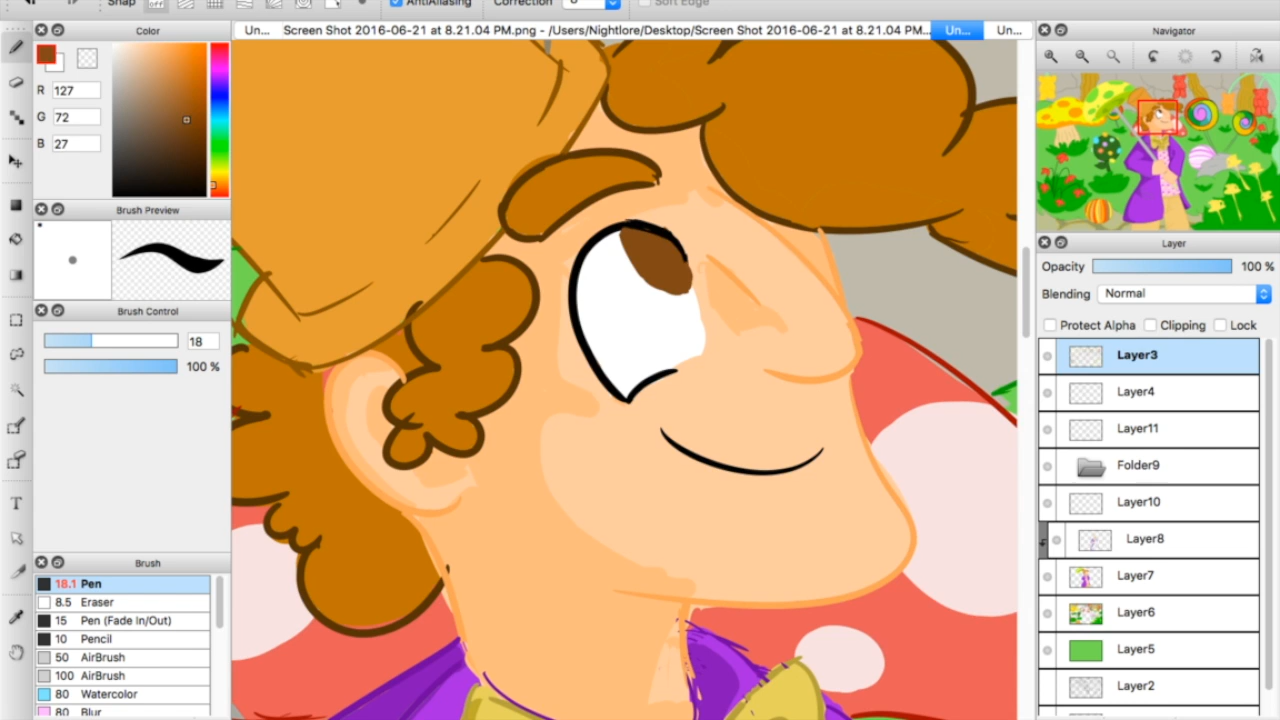 Snap off AntiAliasing Correction Soft Edge
Un... Screen Shot 2016-06-21 at 8.21.04 PM.png - /Users/Nightlore/Desktop/Screen Shot 2016-06-21 at 8.21.04 PM... Un... Un...
Color
R 127
G 72
B 27
Brush Preview
Brush Control
18
100 %
Brush
18.1 Pen
8.5 Eraser
15 Pen (Fade In/Out)
10 Pencil
50 AirBrush
100 AirBrush
80 Watercolor
80 Blur
T
Navigator
Layer
Opacity 100 %
Blending Normal
Protect Alpha Clipping Lock
Layer3
Layer4
Layer11
Folder9
Layer10
Layer8
Layer7
Layer6
Layer5
Layer2